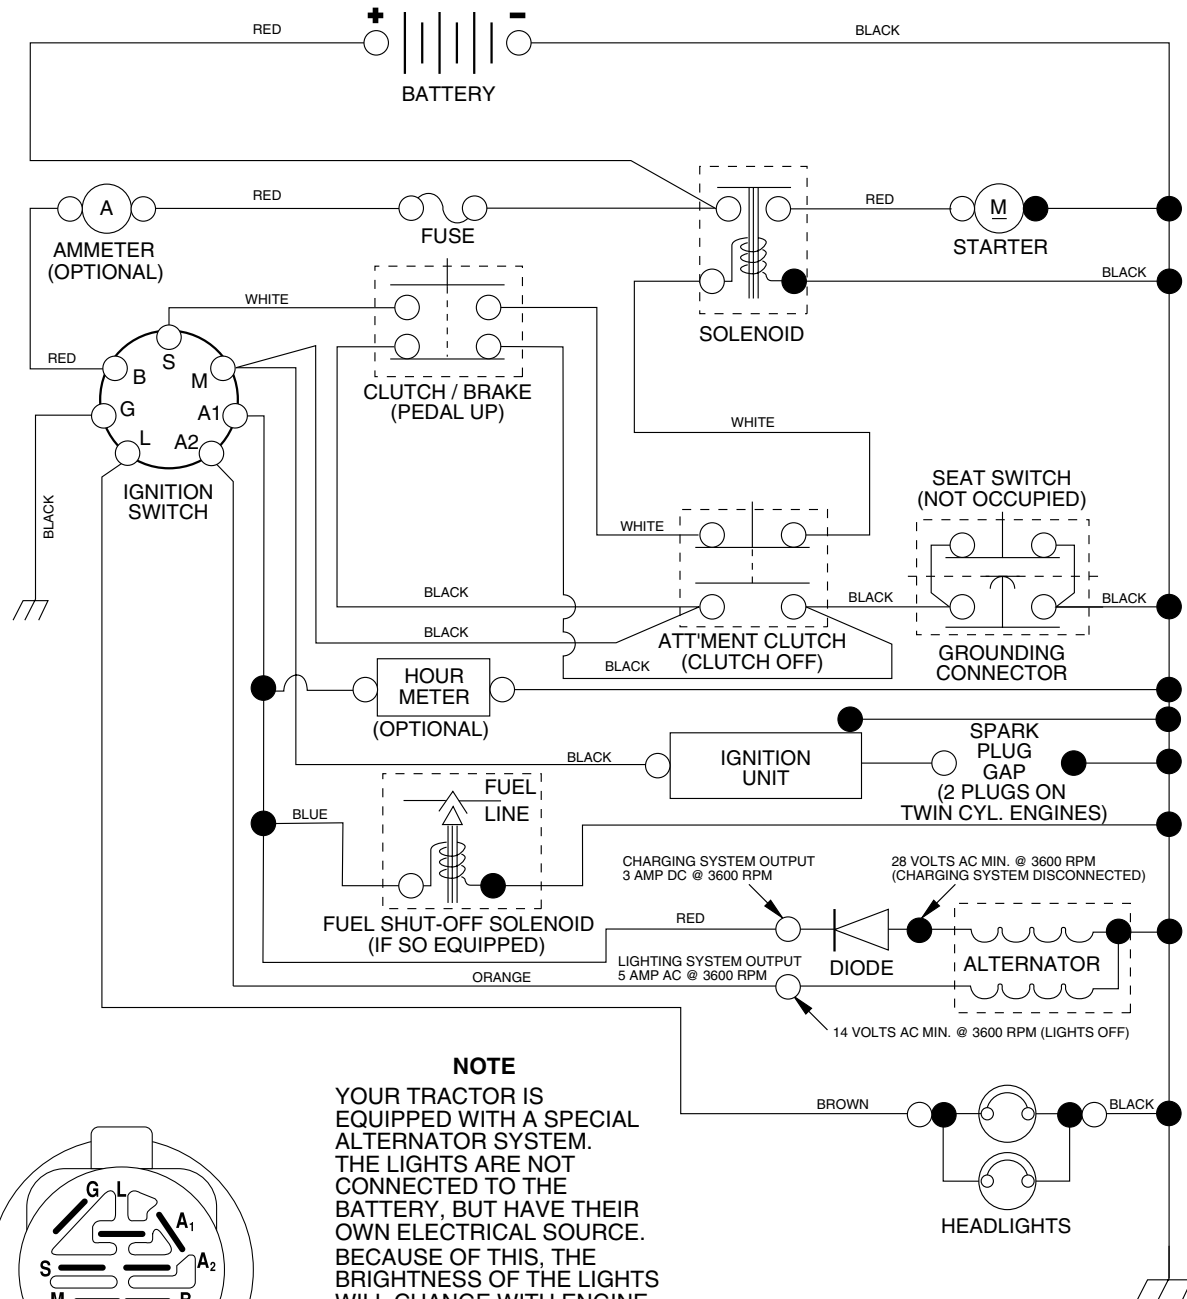 RED
+
-
BLACK
BATTERY
RED
A
AMMETER
(OPTIONAL)
FUSE
SOLENOID
RED
M
STARTER
BLACK
WHITE
CLUTCH / BRAKE
(PEDAL UP)
RED
S
B
M
G
A1
L
A2
IGNITION
SWITCH
BLACK
WHITE
SEAT SWITCH
(NOT OCCUPIED)
WHITE
BLACK
BLACK
BLACK
BLACK
BLACK
ATT'MENT CLUTCH
(CLUTCH OFF)
GROUNDING
CONNECTOR
HOUR
METER
(OPTIONAL)
BLACK
IGNITION
UNIT
SPARK
PLUG
GAP
(2 PLUGS ON
TWIN CYL. ENGINES)
BLUE
FUEL
LINE
FUEL SHUT-OFF SOLENOID
(IF SO EQUIPPED)
CHARGING SYSTEM OUTPUT
3 AMP DC @ 3600 RPM
28 VOLTS AC MIN. @ 3600 RPM
(CHARGING SYSTEM DISCONNECTED)
RED
DIODE
ALTERNATOR
LIGHTING SYSTEM OUTPUT
5 AMP AC @ 3600 RPM
ORANGE
14 VOLTS AC MIN. @ 3600 RPM (LIGHTS OFF)
BROWN
BLACK
HEADLIGHTS
NOTE
YOUR TRACTOR IS
EQUIPPED WITH A SPECIAL
ALTERNATOR SYSTEM.
THE LIGHTS ARE NOT
CONNECTED TO THE
BATTERY, BUT HAVE THEIR
OWN ELECTRICAL SOURCE.
BECAUSE OF THIS, THE
BRIGHTNESS OF THE LIGHTS
WILL CHANGE WITH ENGINE
G
L
A1
A2
S
M
B